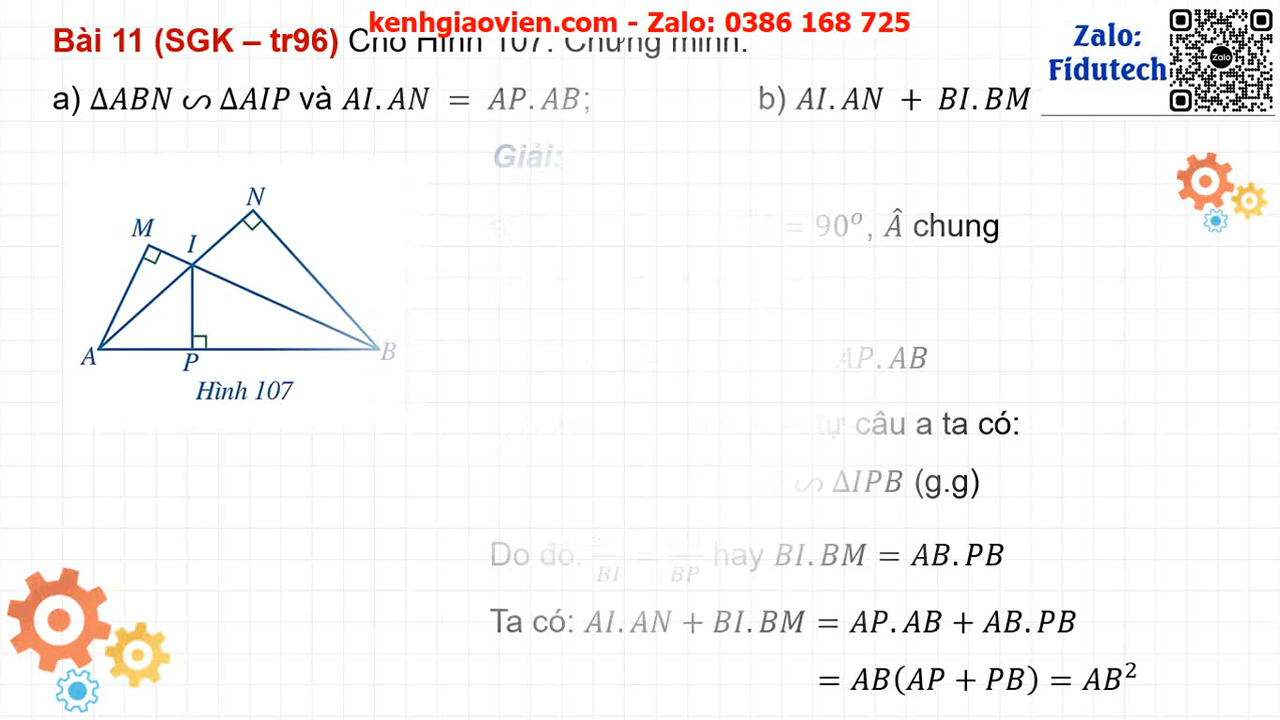 kenhgiaovien.com - Zalo: 0386 168 725
Bài 11 (SGK – tr96) Cho Hình 107. Chứng minh:
Zalo:
Fidutech
Zalo
a) ΔABN ∽ ΔAIP và AI.AN = AP.AB; b) AI.AN + BI.BM
Giải:
N
M
I
A
P
B
Hình 107
= 90°, Â chung
AP.AB
tự câu a ta có:
∽ ΔIPB (g.g)
Do đó: /BI = /BP hay BI.BM = AB.PB
Ta có: AI.AN + BI.BM = AP.AB + AB.PB
= AB(AP + PB) = AB²